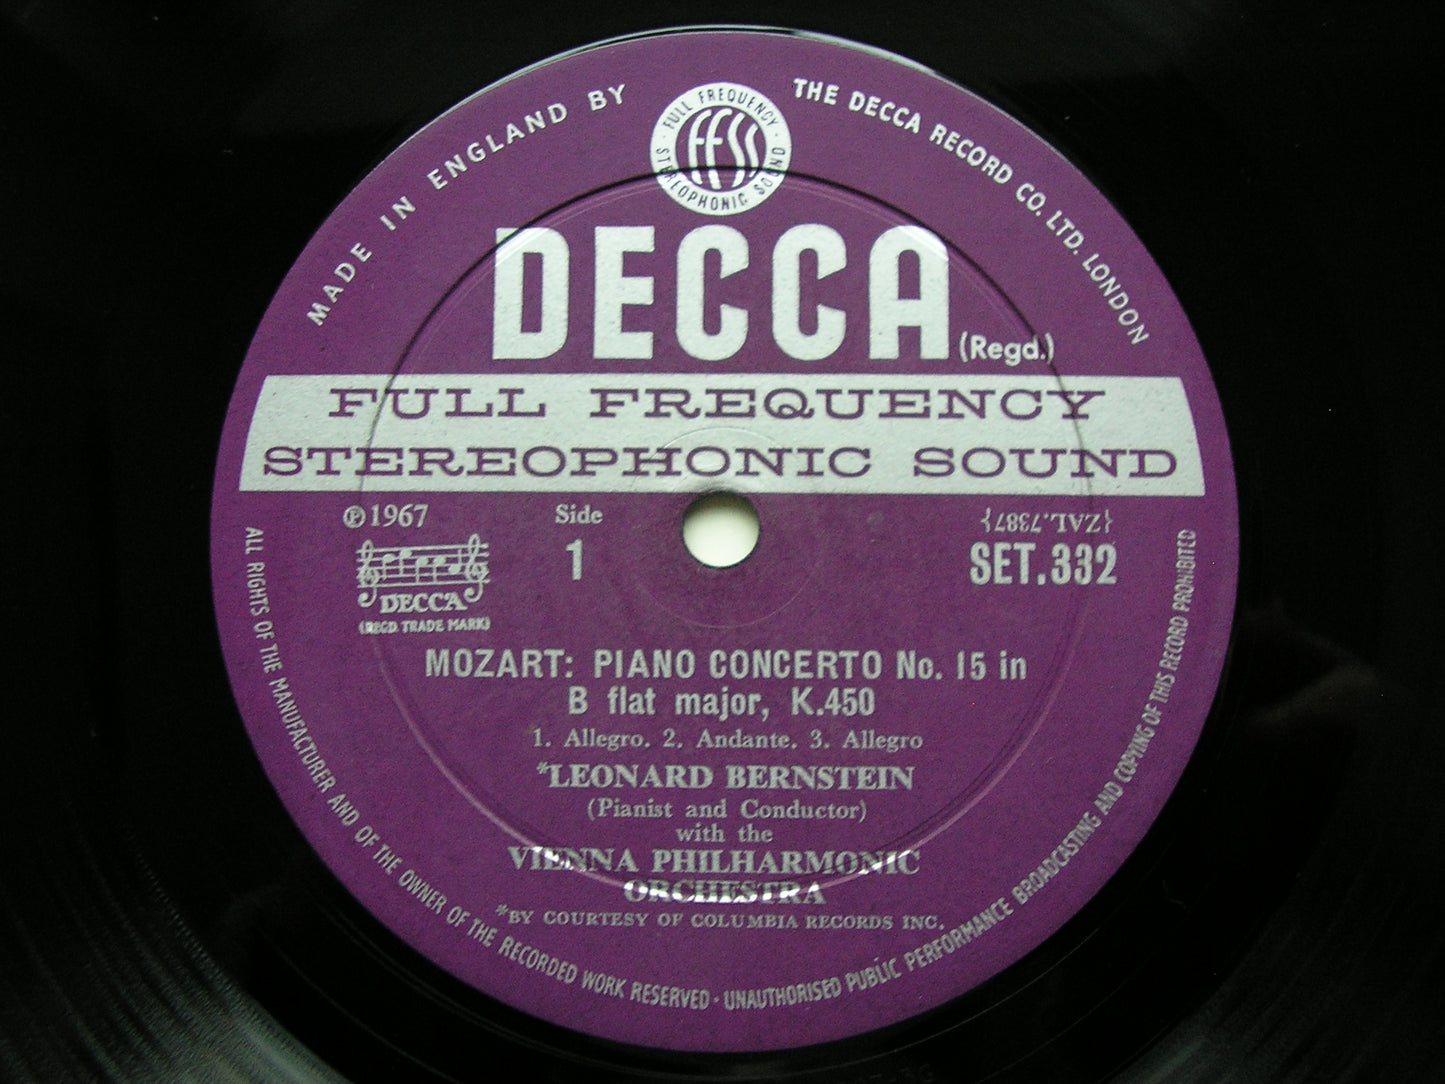 MADE IN ENGLAND BY THE DECCA RECORD CO. LTD. LONDON
· FULL FREQUENCY · STEREOPHONIC SOUND
FFSS
DECCA (Regd.)
FULL FREQUENCY
STEREOPHONIC SOUND
℗1967
Side
1
{ZAL.7387}
SET.332
DECCA
(REGD. TRADE MARK)
MOZART: PIANO CONCERTO No. 15 in
B flat major, K.450
1. Allegro. 2. Andante. 3. Allegro
*LEONARD BERNSTEIN
(Pianist and Conductor)
with the
VIENNA PHILHARMONIC
ORCHESTRA
*BY COURTESY OF COLUMBIA RECORDS INC.
ALL RIGHTS OF THE MANUFACTURER AND OF THE OWNER OF THE RECORDED WORK RESERVED · UNAUTHORISED PUBLIC PERFORMANCE BROADCASTING AND COPYING OF THIS RECORD PROHIBITED